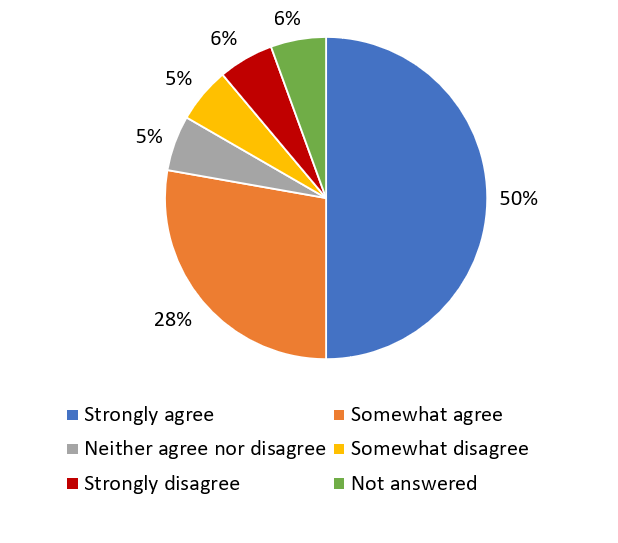 6%
6%
5%
5%
50%
28%
Strongly agree
Somewhat agree
Neither agree nor disagree
Somewhat disagree
Strongly disagree
Not answered